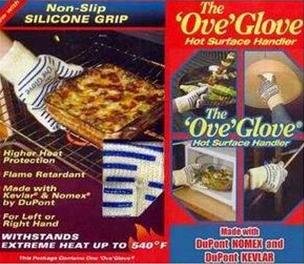 Non-Slip
SILICONE GRIP
Higher Heat
Protection
Flame Retardant
Made with
Kevlar® & Nomex®
by DuPont
For Left or
Right Hand
WITHSTANDS
EXTREME HEAT UP TO 540°F
This Package Contains One 'Ove' Glove®
The
'Ove' Glove
Hot Surface Handler
The
'Ove' Glove®
Hot Surface Handler
Made with
DuPont NOMEX and
DuPont KEVLAR